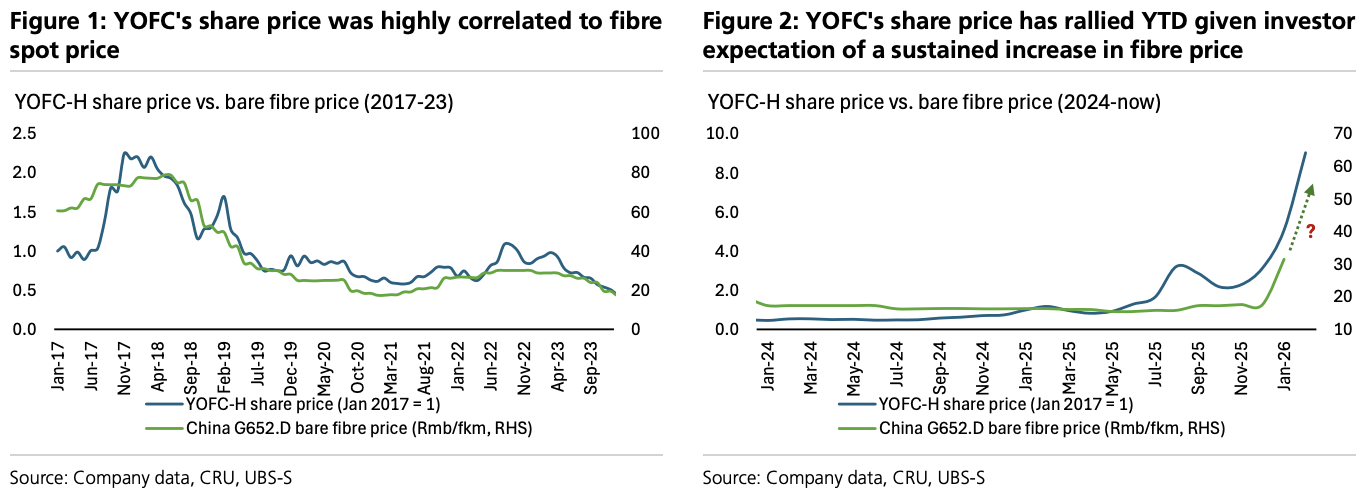 Figure 1: YOFC's share price was highly correlated to fibre
spot price
YOFC-H share price vs. bare fibre price (2017-23)
2.5
2.0
1.5
1.0
0.5
0.0
100
80
60
40
20
0
Jan-17
Jun-17
Nov-17
Apr-18
Sep-18
Feb-19
Jul-19
Dec-19
May-20
Oct-20
Mar-21
Aug-21
Jan-22
Jun-22
Nov-22
Apr-23
Sep-23
YOFC-H share price (Jan 2017 = 1)
China G652.D bare fibre price (Rmb/fkm, RHS)
Source: Company data, CRU, UBS-S
Figure 2: YOFC's share price has rallied YTD given investor
expectation of a sustained increase in fibre price
YOFC-H share price vs. bare fibre price (2024-now)
10.0
8.0
6.0
4.0
2.0
0.0
70
60
50
40
30
20
10
?
Jan-24
Mar-24
May-24
Jul-24
Sep-24
Nov-24
Jan-25
Mar-25
May-25
Jul-25
Sep-25
Nov-25
Jan-26
YOFC-H share price (Jan 2017 = 1)
China G652.D bare fibre price (Rmb/fkm, RHS)
Source: Company data, CRU, UBS-S